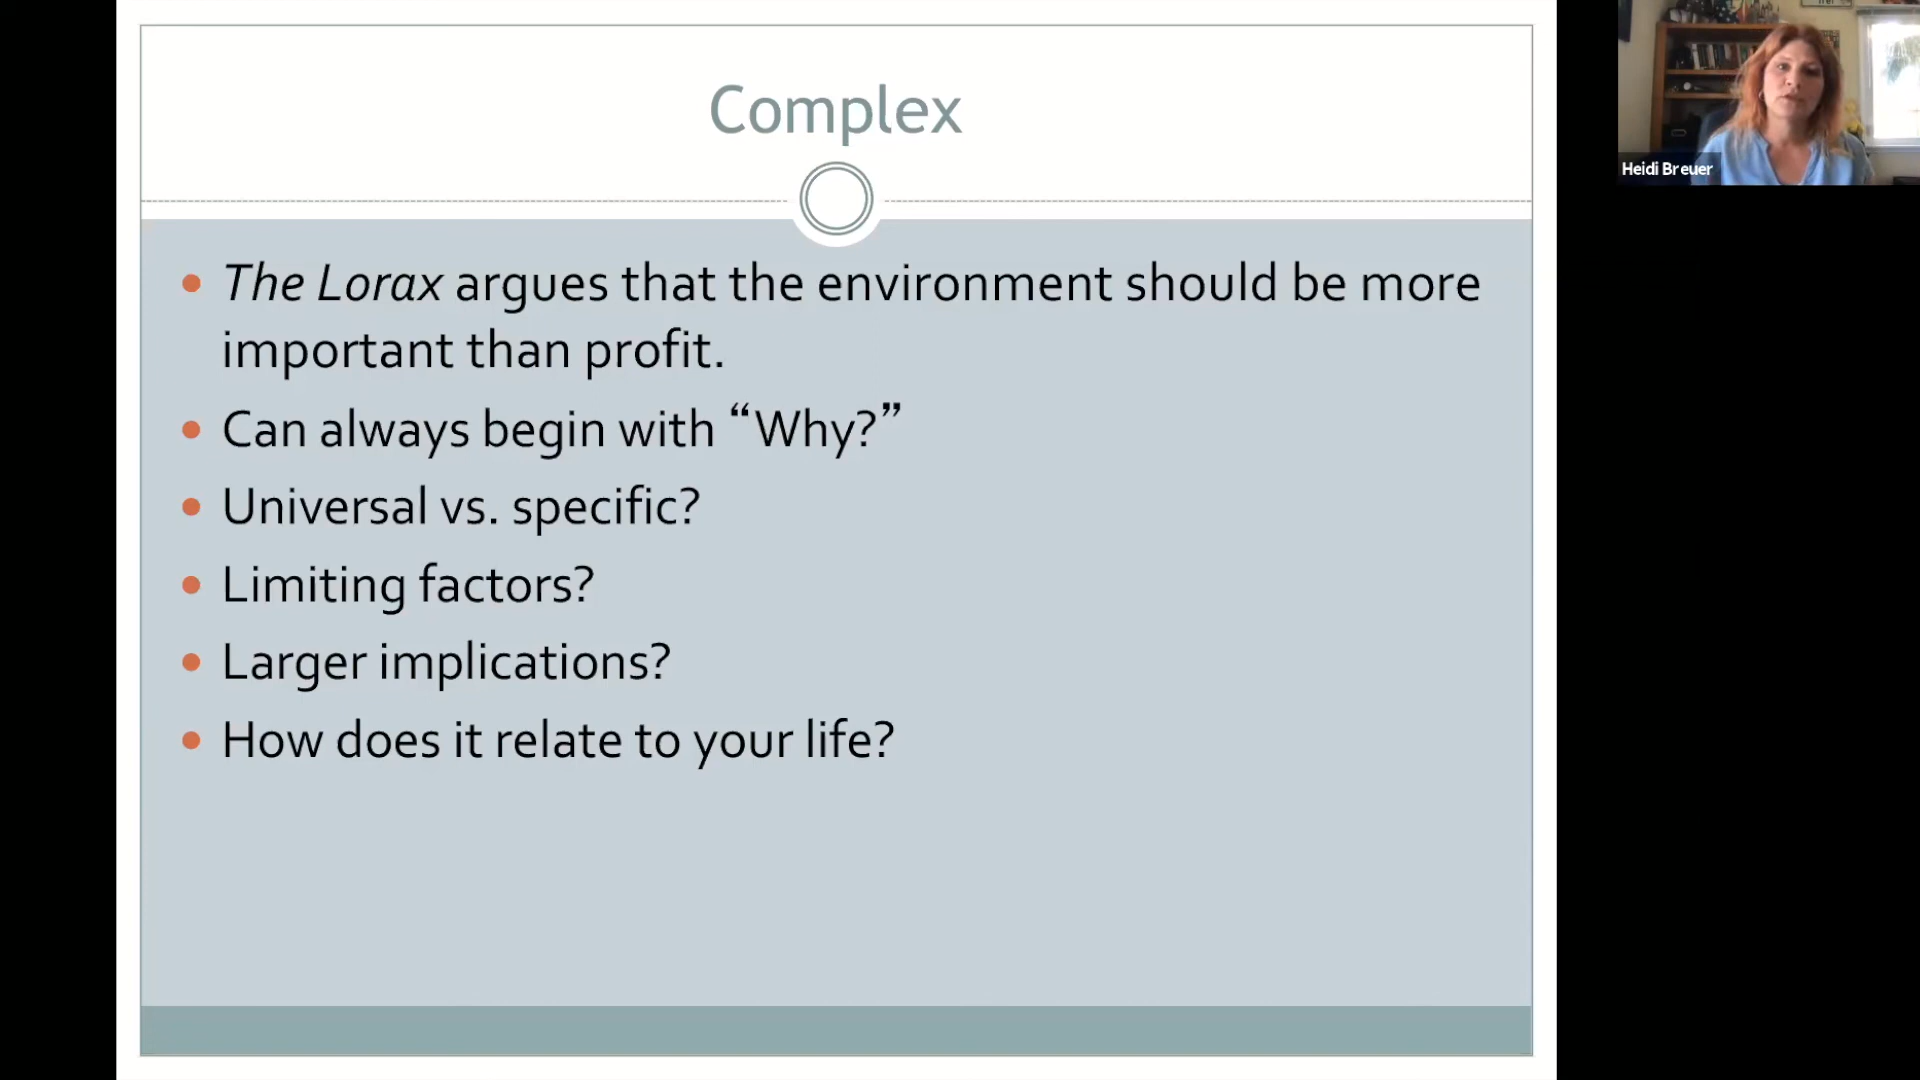 Complex
The Lorax argues that the environment should be more
important than profit.
Can always begin with “Why?”
Universal vs. specific?
Limiting factors?
Larger implications?
How does it relate to your life?
Heidi Breuer